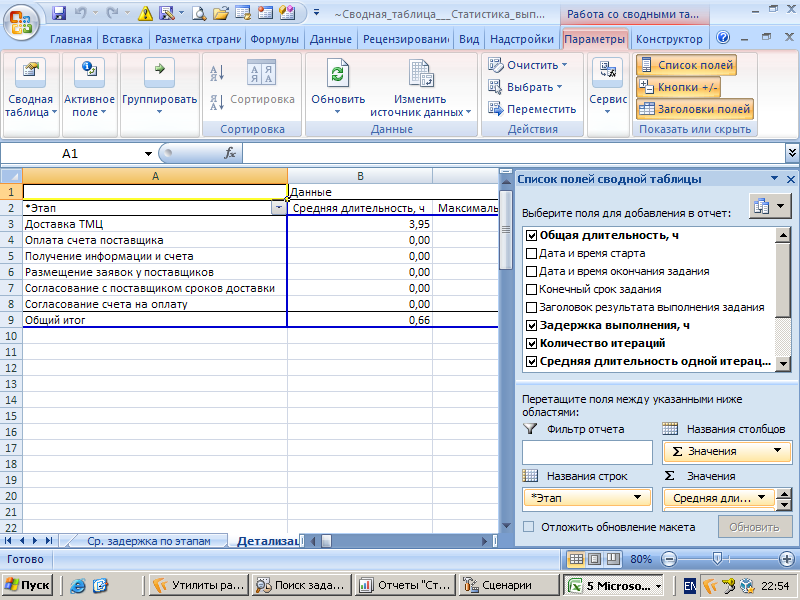 ~Сводная_таблица___Статистика_вып...
Работа со сводными та...
Главная Вставка Разметка страни Формулы Данные Рецензировани Вид Надстройки Параметры Конструктор
Сводная таблица
Активное поле
Группировать
Сортировка
Сортировка
Обновить
Изменить источник данных
Данные
Очистить
Выбрать
Переместить
Действия
Сервис
Список полей
Кнопки +/-
Заголовки полей
Показать или скрыть
A1
fx
A B
1 Данные
2 *Этап Средняя длительность, ч Максималь
3 Доставка ТМЦ 3,95
4 Оплата счета поставщика 0,00
5 Получение информации и счета 0,00
6 Размещение заявок у поставщиков 0,00
7 Согласование с поставщиком сроков доставки 0,00
8 Согласование счета на оплату 0,00
9 Общий итог 0,66
10
11
12
13
14
15
16
17
18
19
20
21
22
Ср. задержка по этапам Детализац
Список полей сводной таблицы
Выберите поля для добавления в отчет:
Общая длительность, ч
Дата и время старта
Дата и время окончания задания
Конечный срок задания
Заголовок результата выполнения задания
Задержка выполнения, ч
Количество итераций
Средняя длительность одной итерац...
Перетащите поля между указанными ниже
областями:
Фильтр отчета Названия столбцов
Σ Значения
Названия строк Σ Значения
*Этап Средняя дли...
Отложить обновление макета Обновить
Готово 80%
Пуск Утилиты ра... Поиск зада... Отчеты "Ст... Сценарии 5 Microso... EN 22:54